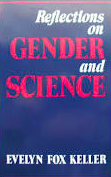 Reflections
on
GENDER
and
SCIENCE
EVELYN FOX KELLER